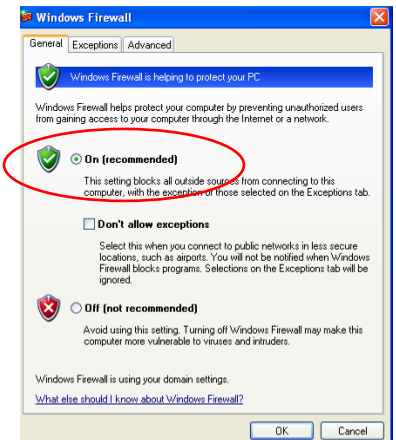 Windows Firewall
General Exceptions Advanced
Windows Firewall is helping to protect your PC
Windows Firewall helps protect your computer by preventing unauthorized users
from gaining access to your computer through the Internet or a network.
On (recommended)
This setting blocks all outside sources from connecting to this
computer, with the exception of those selected on the Exceptions tab.
Don't allow exceptions
Select this when you connect to public networks in less secure
locations, such as airports. You will not be notified when Windows
Firewall blocks programs. Selections on the Exceptions tab will be
ignored.
Off (not recommended)
Avoid using this setting. Turning off Windows Firewall may make this
computer more vulnerable to viruses and intruders.
Windows Firewall is using your domain settings.
What else should I know about Windows Firewall?
OK Cancel